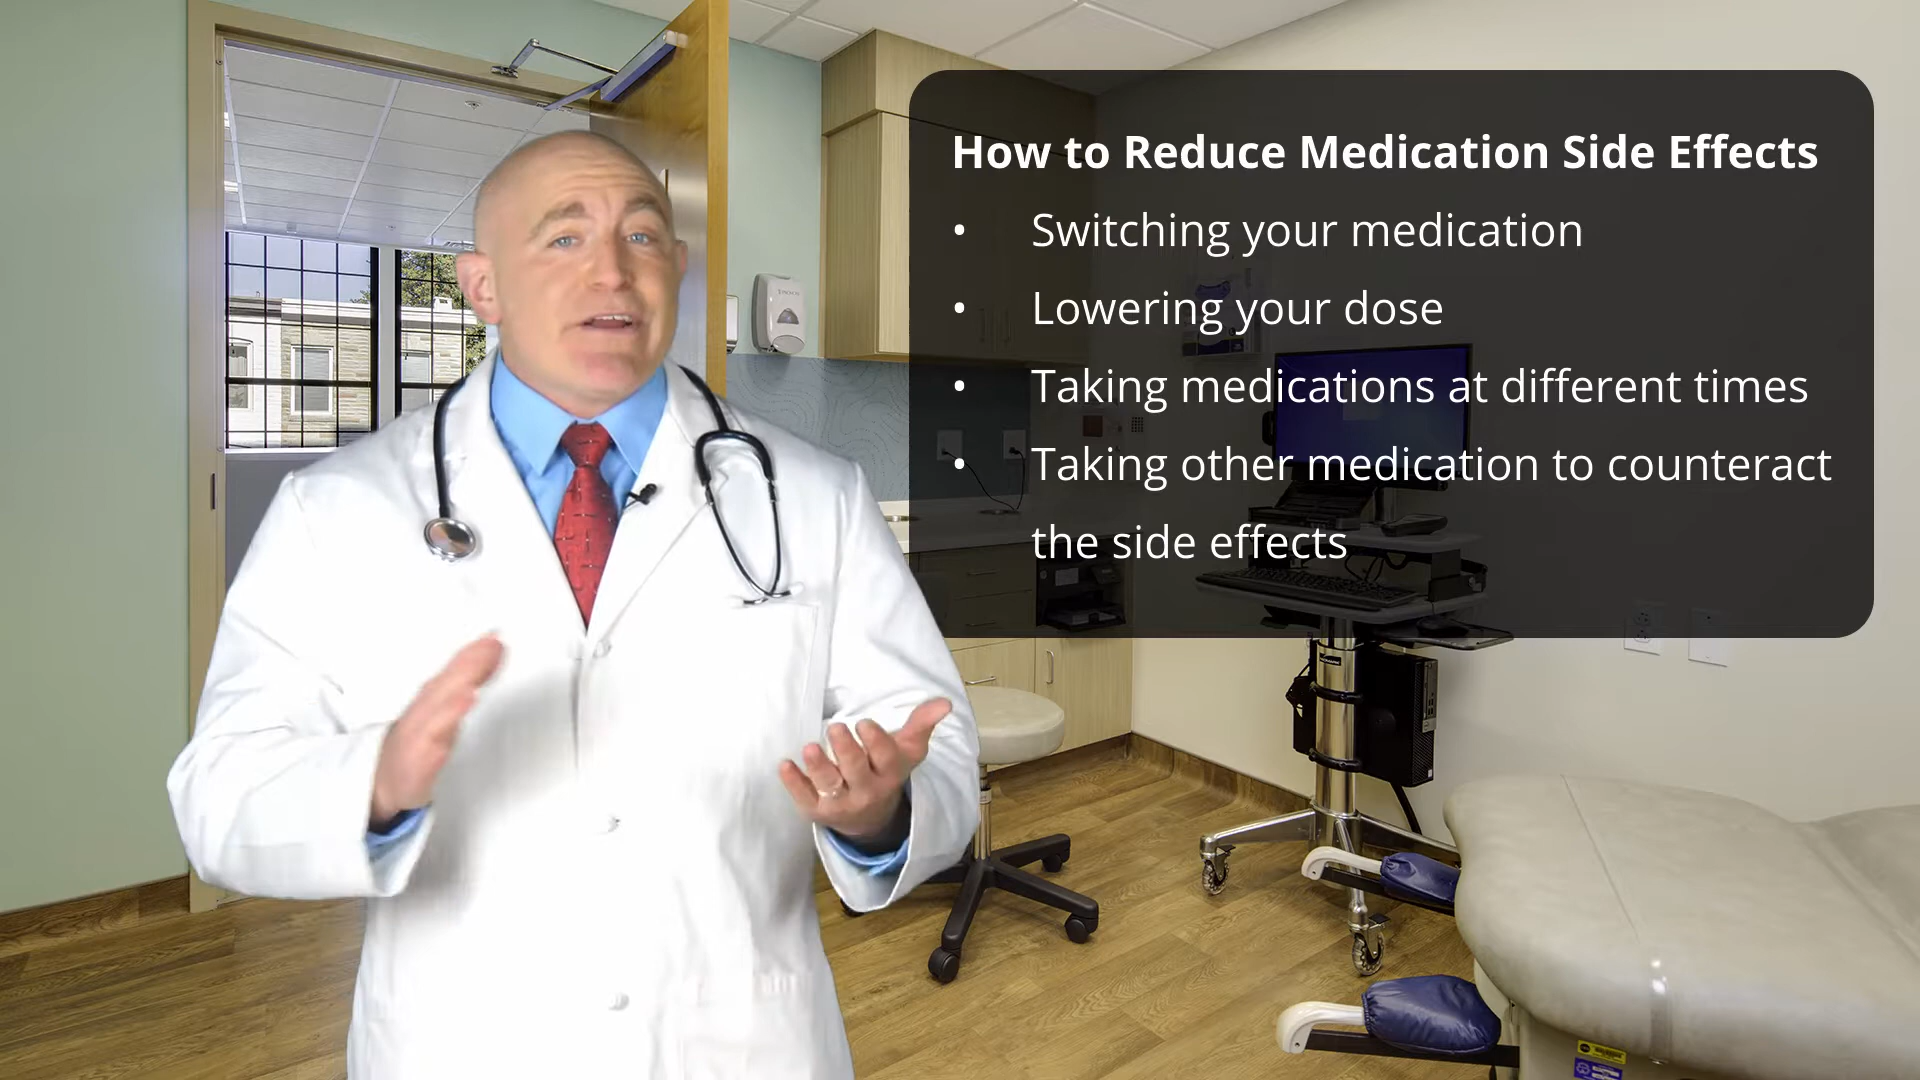 How to Reduce Medication Side Effects
• Switching your medication
• Lowering your dose
• Taking medications at different times
• Taking other medication to counteract
the side effects